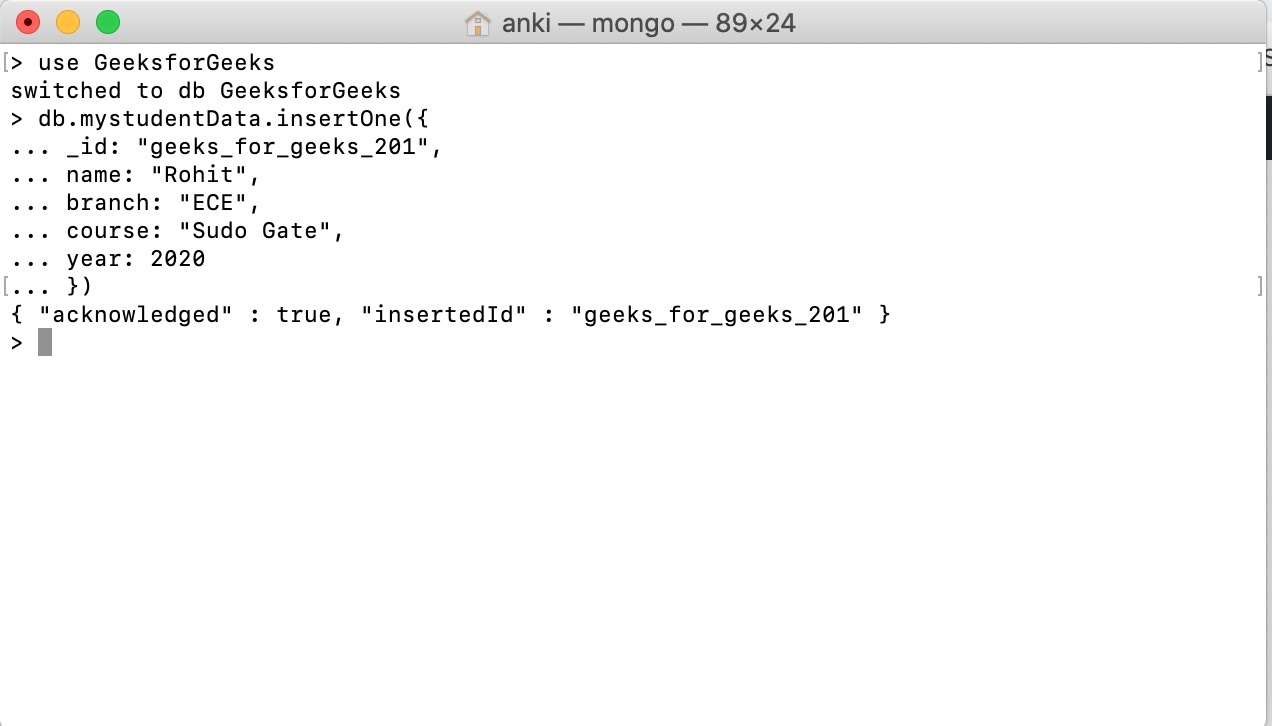 anki — mongo — 89×24
[> use GeeksforGeeks ]
switched to db GeeksforGeeks
> db.mystudentData.insertOne({
... _id: "geeks_for_geeks_201",
... name: "Rohit",
... branch: "ECE",
... course: "Sudo Gate",
... year: 2020
[... }) ]
{ "acknowledged" : true, "insertedId" : "geeks_for_geeks_201" }
>